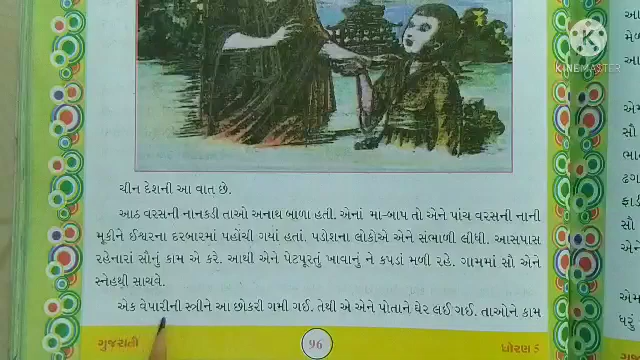 KINEMASTER
ચીન દેશની આ વાત છે.
આઠ વરસની નાનકડી તાઓ અનાથ બાળા હતી. એનાં મા-બાપ તો એને પાંચ વરસની નાની
મૂકીને ઈશ્વરના દરબારમાં પહોંચી ગયાં હતાં. પડોશના લોકોએ એને સંભાળી લીધી. આસપાસ
રહેનારાં સૌનું કામ એ કરે. આથી એને પેટપૂરતું ખાવાનું ને કપડાં મળી રહે. ગામમાં સૌ એને
સ્નેહથી સાચવે.
એક વેપારીની સ્ત્રીને આ છોકરી ગમી ગઈ. તેથી એ એને પોતાને ઘેર લઈ ગઈ. તાઓને કામ
ગુજરાતી
96
ધોરણ 5